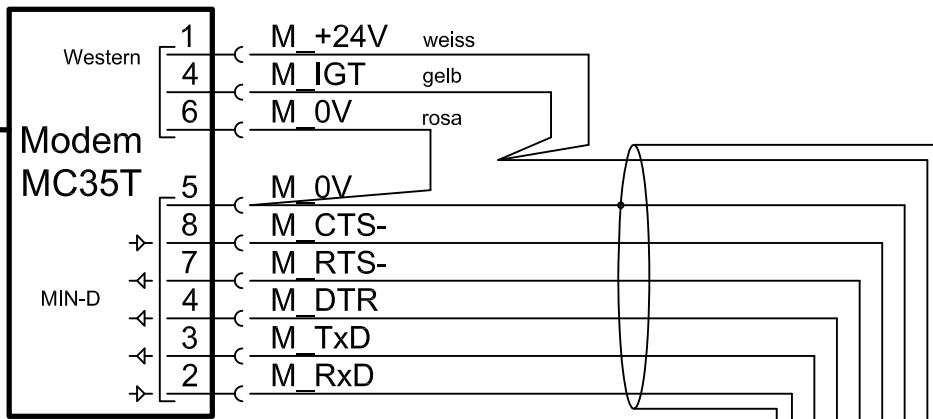 1 M_+24V weiss
Western
4 M_IGT gelb
6 M_0V rosa
Modem
MC35T
5 M_0V
8 M_CTS-
7 M_RTS-
MIN-D
4 M_DTR
3 M_TxD
2 M_RxD